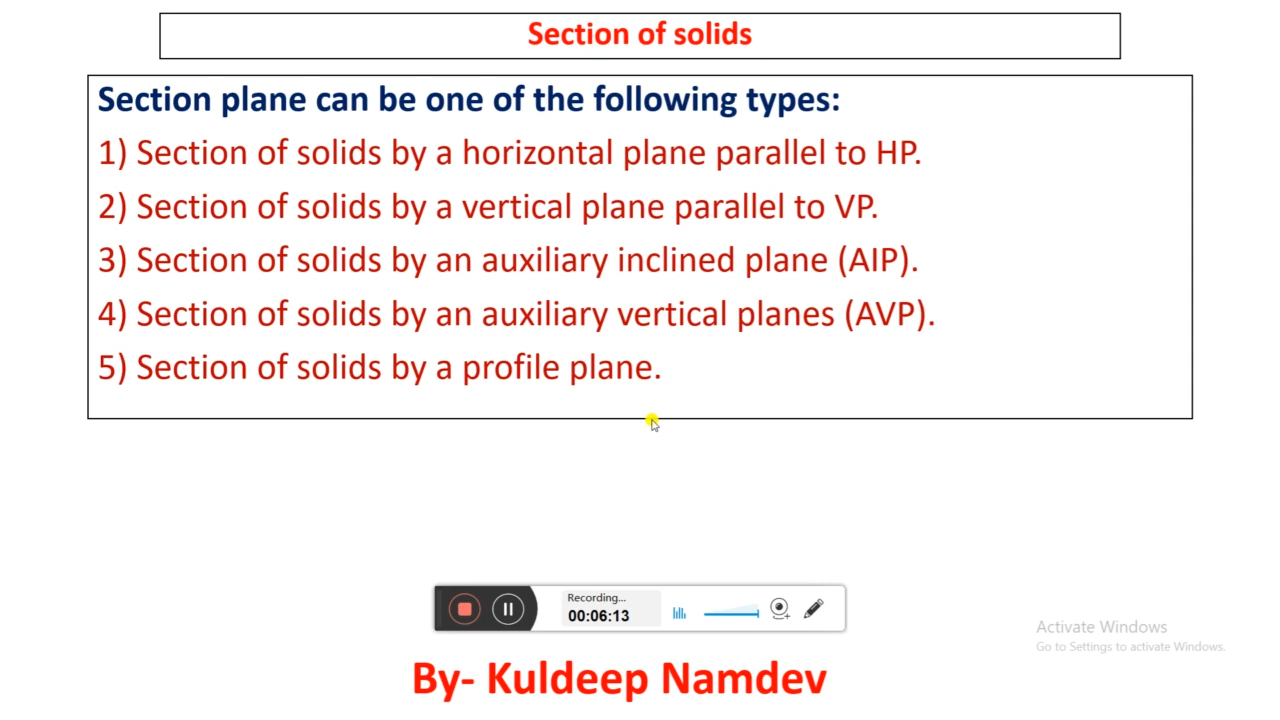 Section of solids
Section plane can be one of the following types:
1) Section of solids by a horizontal plane parallel to HP.
2) Section of solids by a vertical plane parallel to VP.
3) Section of solids by an auxiliary inclined plane (AIP).
4) Section of solids by an auxiliary vertical planes (AVP).
5) Section of solids by a profile plane.
Recording...
00:06:13
Activate Windows
Go to Settings to activate Windows.
By- Kuldeep Namdev